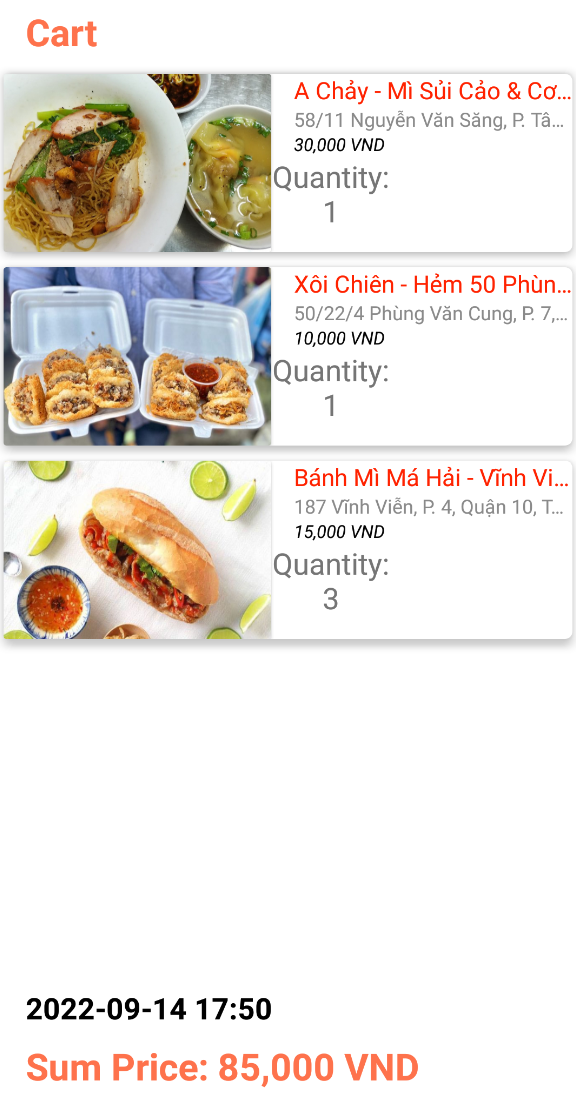 Cart
A Chảy - Mì Sủi Cảo & Cơ...
58/11 Nguyễn Văn Săng, P. Tâ...
30,000 VND
Quantity:
1
Xôi Chiên - Hẻm 50 Phùn...
50/22/4 Phùng Văn Cung, P. 7,...
10,000 VND
Quantity:
1
Bánh Mì Má Hải - Vĩnh Vi...
187 Vĩnh Viễn, P. 4, Quận 10, T...
15,000 VND
Quantity:
3
2022-09-14 17:50
Sum Price: 85,000 VND